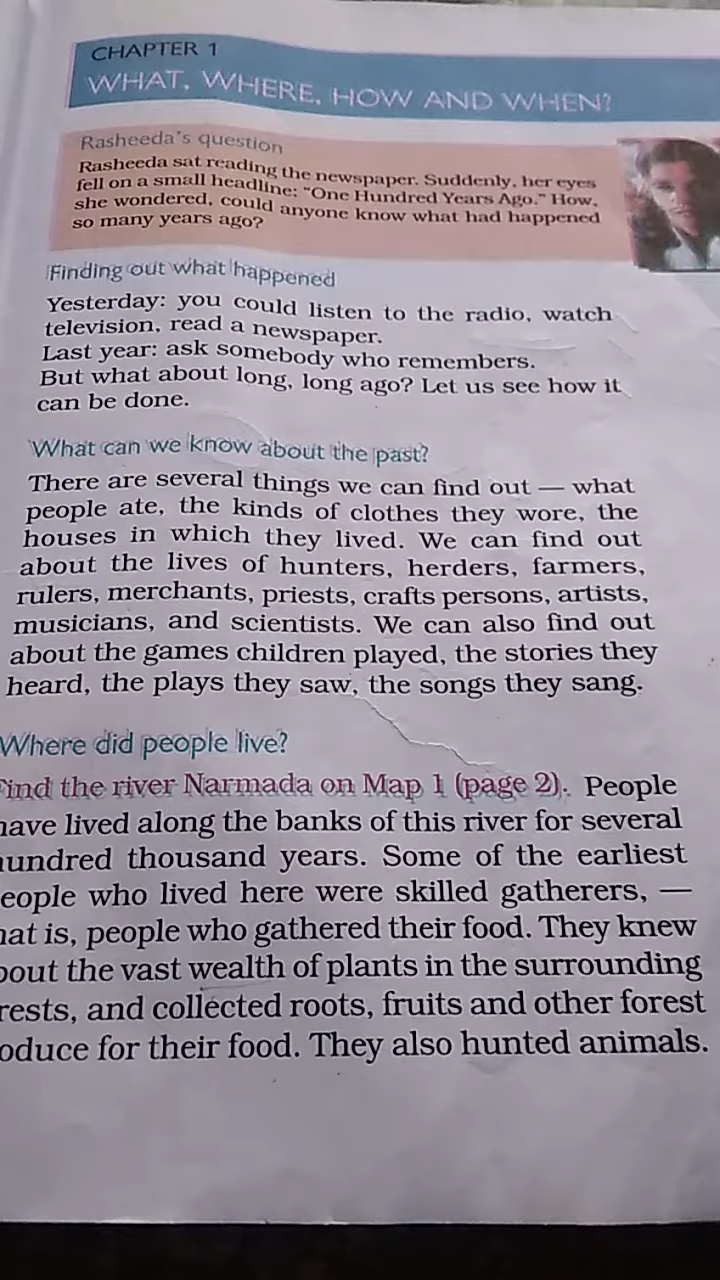 CHAPTER 1
WHAT, WHERE, HOW AND WHEN?
Rasheeda's question
Rasheeda sat reading the newspaper. Suddenly, her eyes
fell on a small headline: "One Hundred Years Ago." How,
she wondered, could anyone know what had happened
so many years ago?
Finding out what happened
Yesterday: you could listen to the radio, watch
television, read a newspaper.
Last year: ask somebody who remembers.
But what about long, long ago? Let us see how it
can be done.
What can we know about the past?
There are several things we can find out — what
people ate, the kinds of clothes they wore, the
houses in which they lived. We can find out
about the lives of hunters, herders, farmers,
rulers, merchants, priests, crafts persons, artists,
musicians, and scientists. We can also find out
about the games children played, the stories they
heard, the plays they saw, the songs they sang.
Where did people live?
Find the river Narmada on Map 1 (page 2). People
have lived along the banks of this river for several
hundred thousand years. Some of the earliest
eople who lived here were skilled gatherers, —
hat is, people who gathered their food. They knew
bout the vast wealth of plants in the surrounding
rests, and collected roots, fruits and other forest
oduce for their food. They also hunted animals.